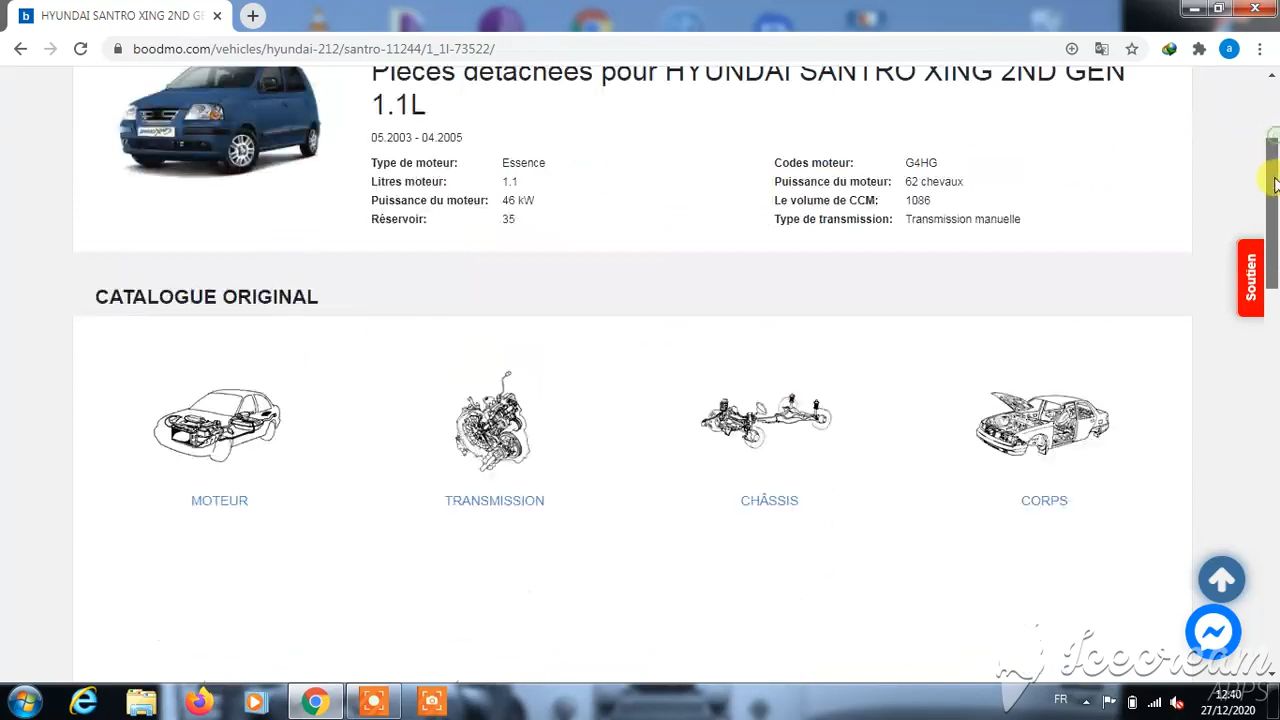 HYUNDAI SANTRO XING 2ND GE
boodmo.com/vehicles/hyundai-212/santro-11244/1_1l-73522/
a
Pièces détachées pour HYUNDAI SANTRO XING 2ND GEN
1.1L
05.2003 - 04.2005
Type de moteur: Essence
Codes moteur: G4HG
Litres moteur: 1.1
Puissance du moteur: 62 chevaux
Puissance du moteur: 46 kW
Le volume de CCM: 1086
Réservoir: 35
Type de transmission: Transmission manuelle
Soutien
CATALOGUE ORIGINAL
MOTEUR
TRANSMISSION
CHÂSSIS
CORPS
Icecream
APPS
FR
12:40
27/12/2020